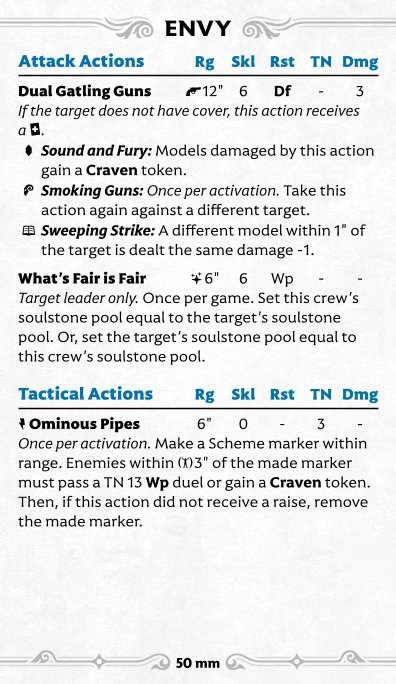 ENVY
Attack Actions Rg Skl Rst TN Dmg
Dual Gatling Guns 12" 6 Df - 3
If the target does not have cover, this action receives
a .
Sound and Fury: Models damaged by this action
gain a Craven token.
Smoking Guns: Once per activation. Take this
action again against a different target.
Sweeping Strike: A different model within 1" of
the target is dealt the same damage -1.
What's Fair is Fair 6" 6 Wp - -
Target leader only. Once per game. Set this crew's
soulstone pool equal to the target's soulstone
pool. Or, set the target's soulstone pool equal to
this crew's soulstone pool.
Tactical Actions Rg Skl Rst TN Dmg
Ominous Pipes 6" 0 - 3 -
Once per activation. Make a Scheme marker within
range. Enemies within 3" of the made marker
must pass a TN 13 Wp duel or gain a Craven token.
Then, if this action did not receive a raise, remove
the made marker.
50 mm